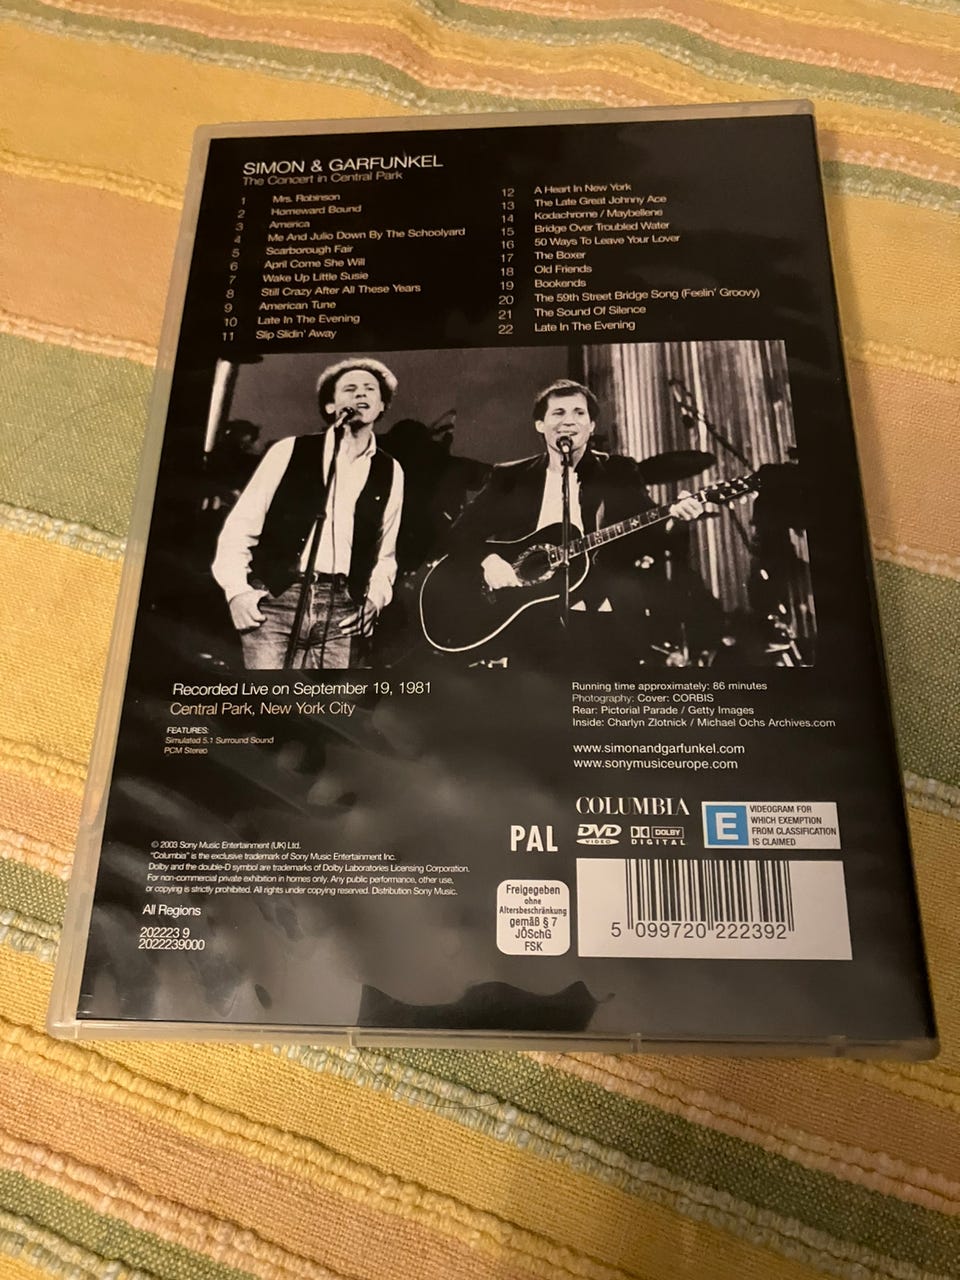 SIMON & GARFUNKEL
The Concert in Central Park
1 Mrs. Robinson
2 Homeward Bound
3 America
4 Me And Julio Down By The Schoolyard
5 Scarborough Fair
6 April Come She Will
7 Wake Up Little Susie
8 Still Crazy After All These Years
9 American Tune
10 Late In The Evening
11 Slip Slidin' Away
12 A Heart In New York
13 The Late Great Johnny Ace
14 Kodachrome / Maybellene
15 Bridge Over Troubled Water
16 50 Ways To Leave Your Lover
17 The Boxer
18 Old Friends
19 Bookends
20 The 59th Street Bridge Song (Feelin' Groovy)
21 The Sound Of Silence
22 Late In The Evening
Recorded Live on September 19, 1981
Central Park, New York City
FEATURES:
Simulated 5.1 Surround Sound
PCM Stereo
Running time approximately: 86 minutes
Photography: Cover: CORBIS
Rear: Pictorial Parade / Getty Images
Inside: Charlyn Zlotnick / Michael Ochs Archives.com
www.simonandgarfunkel.com
www.sonymusiceurope.com
© 2003 Sony Music Entertainment (UK) Ltd.
"Columbia" is the exclusive trademark of Sony Music Entertainment Inc.
Dolby and the double-D symbol are trademarks of Dolby Laboratories Licensing Corporation.
For non-commercial private exhibition in homes only. Any public performance, other use,
or copying is strictly prohibited. All rights under copying reserved. Distribution Sony Music.
All Regions
202223 9
2022239000
PAL
COLUMBIA
DVD VIDEO
DOLBY DIGITAL
E
VIDEOGRAM FOR
WHICH EXEMPTION
FROM CLASSIFICATION
IS CLAIMED
Freigegeben
ohne
Altersbeschränkung
gemäß § 7
JÖSchG
FSK
5 099720 222392